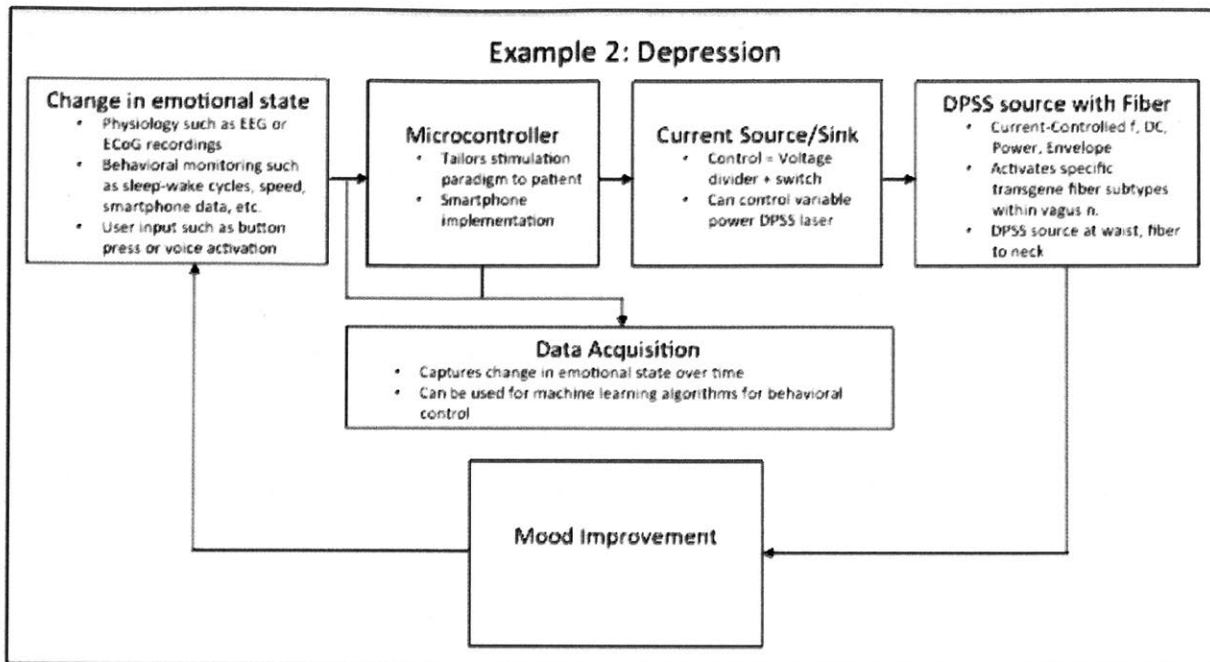 Example 2: Depression
Change in emotional state
• Physiology such as EEG or
ECoG recordings
• Behavioral monitoring such
as sleep-wake cycles, speed,
smartphone data, etc.
• User input such as button
press or voice activation
Microcontroller
• Tailors stimulation
paradigm to patient
• Smartphone
implementation
Current Source/Sink
• Control = Voltage
divider + switch
• Can control variable
power DPSS laser
DPSS source with Fiber
• Current-Controlled f, DC,
Power, Envelope
• Activates specific
transgene fiber subtypes
within vagus n.
• DPSS source at waist, fiber
to neck
Data Acquisition
• Captures change in emotional state over time
• Can be used for machine learning algorithms for behavioral
control
Mood Improvement